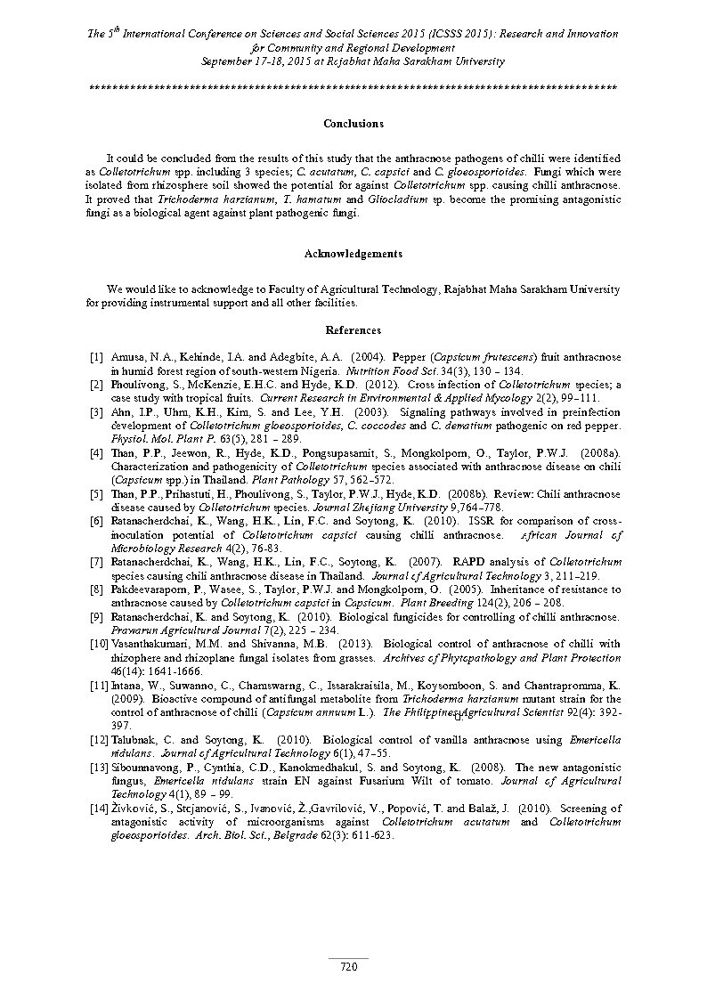 The 5th International Conference on Sciences and Social Sciences 2015 (ICSSS 2015): Research and Innovation
for Community and Regional Development
September 17-18, 2015 at Rajabhat Maha Sarakham University
******************************************************************************************
Conclusions
It could be concluded from the results of this study that the anthracnose pathogens of chilli were identified
as Colletotrichum spp. including 3 species; C. acutatum, C. capsici and C. gloeosporioides. Fungi which were
isolated from rhizosphere soil showed the potential for against Colletotrichum spp. causing chilli anthracnose.
It proved that Trichoderma harzianum, T. hamatum and Gliocladium sp. become the promising antagonistic
fungi as a biological agent against plant pathogenic fungi.
Acknowledgements
We would like to acknowledge to Faculty of Agricultural Technology, Rajabhat Maha Sarakham University
for providing instrumental support and all other facilities.
References
[1] Amusa, N.A., Kehinde, I.A. and Adegbite, A.A. (2004). Pepper (Capsicum frutescens) fruit anthracnose
in humid forest region of south-western Nigeria. Nutrition Food Sci. 34(3), 130 – 134.
[2] Phoulivong, S., McKenzie, E.H.C. and Hyde, K.D. (2012). Cross infection of Colletotrichum species; a
case study with tropical fruits. Current Research in Environmental & Applied Mycology 2(2), 99–111.
[3] Ahn, I.P., Uhm, K.H., Kim, S. and Lee, Y.H. (2003). Signaling pathways involved in preinfection
development of Colletotrichum gloeosporioides, C. coccodes and C. dematium pathogenic on red pepper.
Physiol. Mol. Plant P. 63(5), 281 – 289.
[4] Than, P.P., Jeewon, R., Hyde, K.D., Pongsupasamit, S., Mongkolporn, O., Taylor, P.W.J. (2008a).
Characterization and pathogenicity of Colletotrichum species associated with anthracnose disease on chili
(Capsicum spp.) in Thailand. Plant Pathology 57, 562–572.
[5] Than, P.P., Prihastuti, H., Phoulivong, S., Taylor, P.W.J., Hyde, K.D. (2008b). Review: Chili anthracnose
disease caused by Colletotrichum species. Journal Zhejiang University 9,764–778.
[6] Ratanacherdchai, K., Wang, H.K., Lin, F.C. and Soytong, K. (2010). ISSR for comparison of cross-
inoculation potential of Colletotrichum capsici causing chilli anthracnose. African Journal of
Microbiology Research 4(2), 76-83.
[7] Ratanacherdchai, K., Wang, H.K., Lin, F.C., Soytong, K. (2007). RAPD analysis of Colletotrichum
species causing chili anthracnose disease in Thailand. Journal of Agricultural Technology 3, 211–219.
[8] Pakdeevaraporn, P., Wasee, S., Taylor, P.W.J. and Mongkolporn, O. (2005). Inheritance of resistance to
anthracnose caused by Colletotrichum capsici in Capsicum. Plant Breeding 124(2), 206 – 208.
[9] Ratanacherdchai, K. and Soytong, K. (2010). Biological fungicides for controlling of chilli anthracnose.
Prawarun Agricultural Journal 7(2), 225 – 234.
[10] Vasanthakumari, M.M. and Shivanna, M.B. (2013). Biological control of anthracnose of chilli with
rhizophere and rhizoplane fungal isolates from grasses. Archives of Phytopathology and Plant Protection
46(14): 1641-1666.
[11] Intana, W., Suwanno, C., Chamswarng, C., Issarakraisila, M., Koysomboon, S. and Chantrapromma, K.
(2009). Bioactive compound of antifungal metabolite from Trichoderma harzianum mutant strain for the
control of anthracnose of chilli (Capsicum annuum L.). The Philippines Agricultural Scientist 92(4): 392-
397.
[12] Talubnak, C. and Soytong, K. (2010). Biological control of vanilla anthracnose using Emericella
nidulans. Journal of Agricultural Technology 6(1), 47–55.
[13] Sibounnavong, P., Cynthia, C.D., Kanokmedhakul, S. and Soytong, K. (2008). The new antagonistic
fungus, Emericella nidulans strain EN against Fusarium Wilt of tomato. Journal of Agricultural
Technology 4(1), 89 – 99.
[14] Živković, S., Stojanović, S., Ivanović, Ž.,Gavrilović, V., Popović, T. and Balaž, J. (2010). Screening of
antagonistic activity of microorganisms against Colletotrichum acutatum and Colletotrichum
gloeosporioides. Arch. Biol. Sci., Belgrade 62(3): 611-623.
720